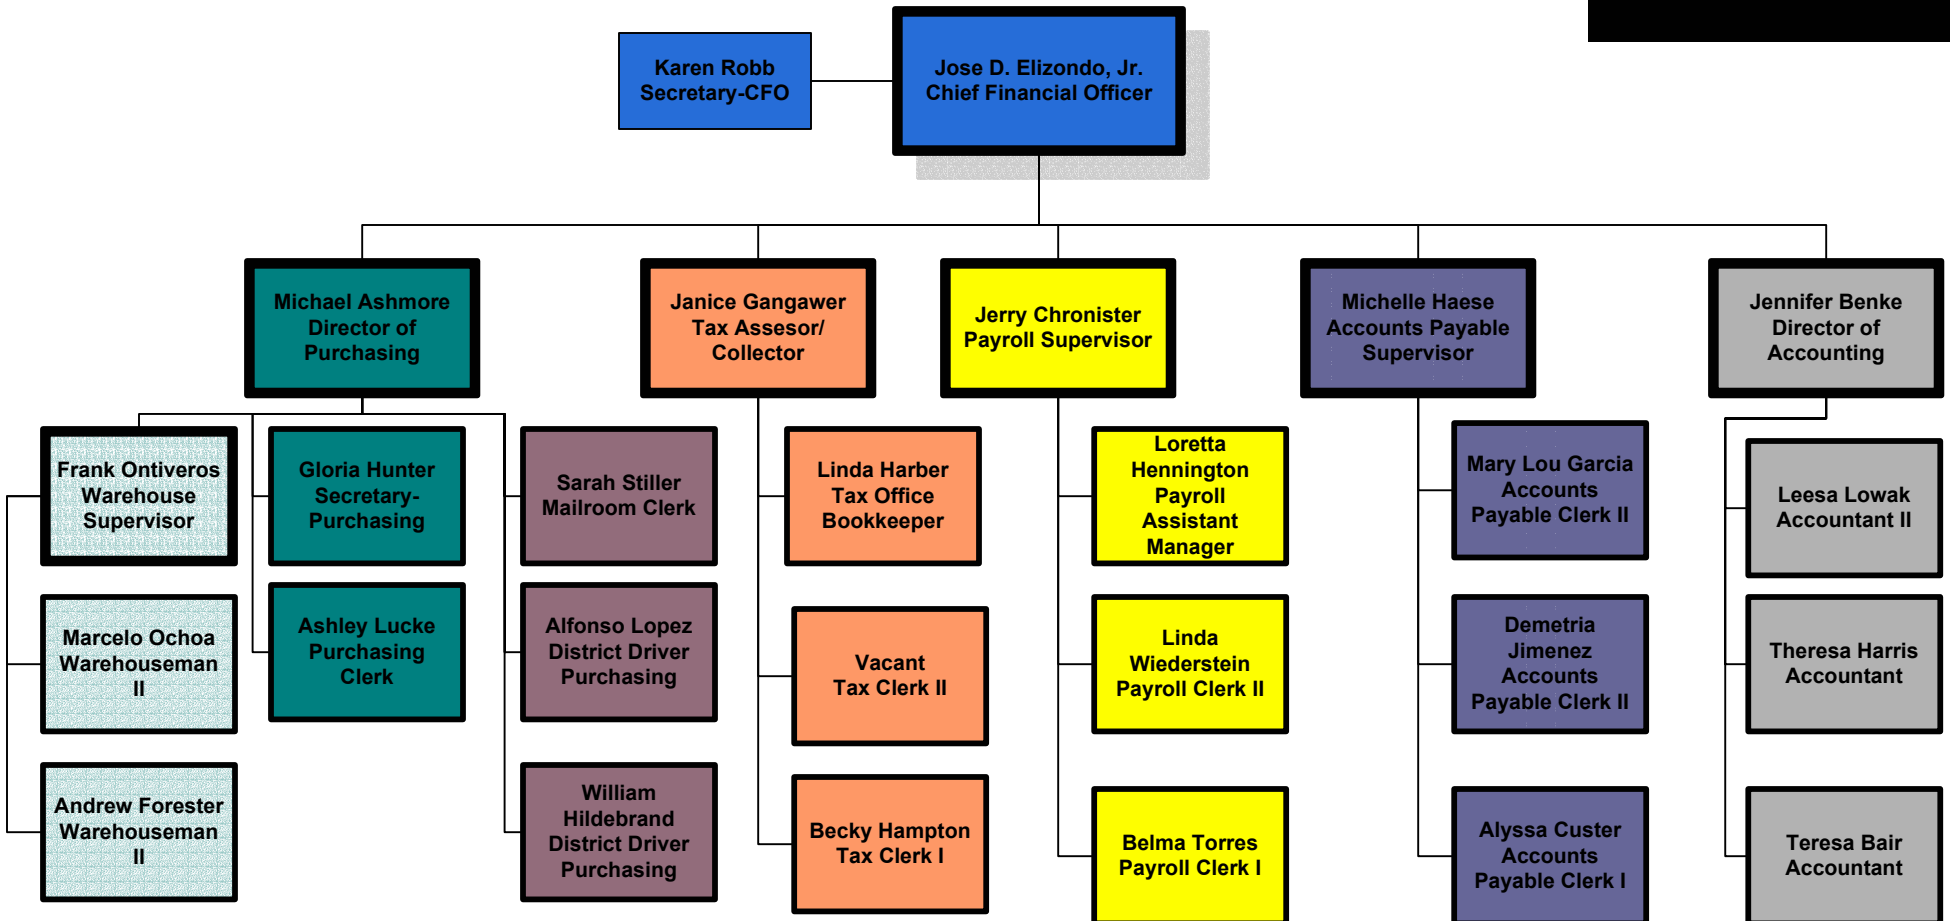 Karen Robb
Secretary-CFO
Jose D. Elizondo, Jr.
Chief Financial Officer
Michael Ashmore
Director of
Purchasing
Janice Gangawer
Tax Assesor/
Collector
Jerry Chronister
Payroll Supervisor
Michelle Haese
Accounts Payable
Supervisor
Jennifer Benke
Director of
Accounting
Frank Ontiveros
Warehouse
Supervisor
Gloria Hunter
Secretary-
Purchasing
Sarah Stiller
Mailroom Clerk
Linda Harber
Tax Office
Bookkeeper
Loretta
Hennington
Payroll
Assistant
Manager
Mary Lou Garcia
Accounts
Payable Clerk II
Leesa Lowak
Accountant II
Marcelo Ochoa
Warehouseman
II
Ashley Lucke
Purchasing
Clerk
Alfonso Lopez
District Driver
Purchasing
Vacant
Tax Clerk II
Linda
Wiederstein
Payroll Clerk II
Demetria
Jimenez
Accounts
Payable Clerk II
Theresa Harris
Accountant
Andrew Forester
Warehouseman
II
William
Hildebrand
District Driver
Purchasing
Becky Hampton
Tax Clerk I
Belma Torres
Payroll Clerk I
Alyssa Custer
Accounts
Payable Clerk I
Teresa Bair
Accountant